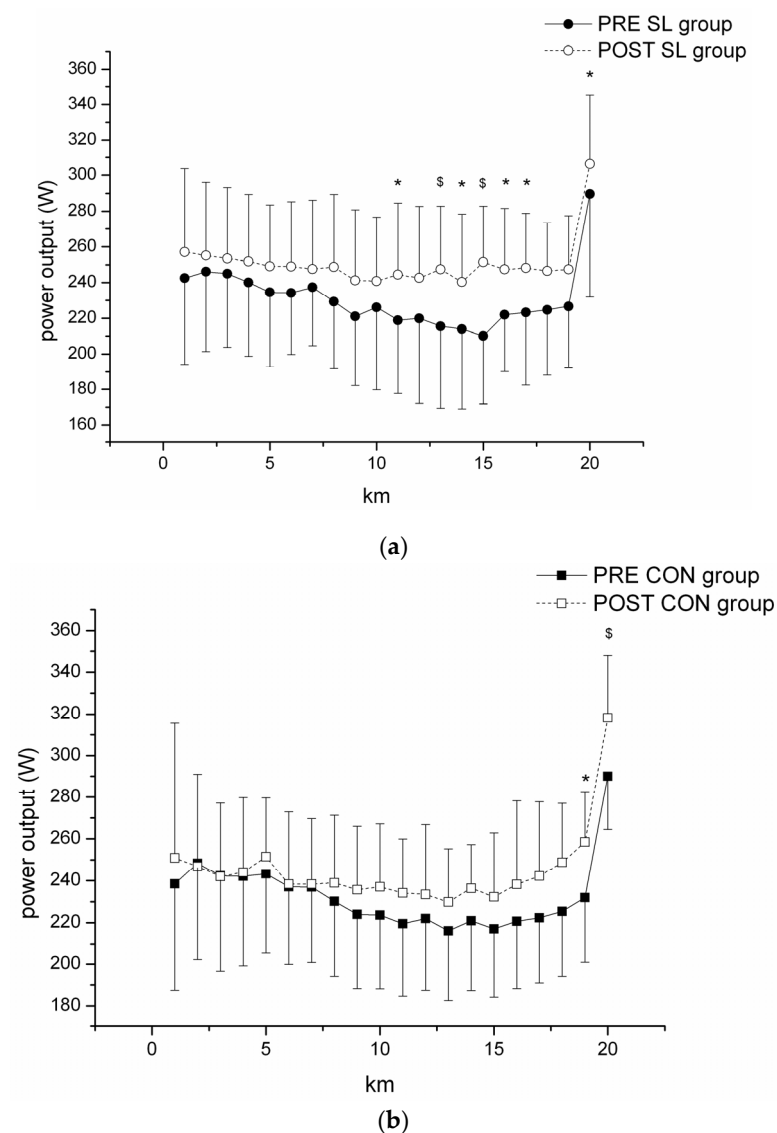 PRE SL group
POST SL group
360
340
320
300
280
260
240
220
200
180
160
power output (W)
* $ * $ * * *
0 5 10 15 20
km
(a)
PRE CON group
POST CON group
360
340
320
300
280
260
240
220
200
180
power output (W)
$
*
0 5 10 15 20
km
(b)